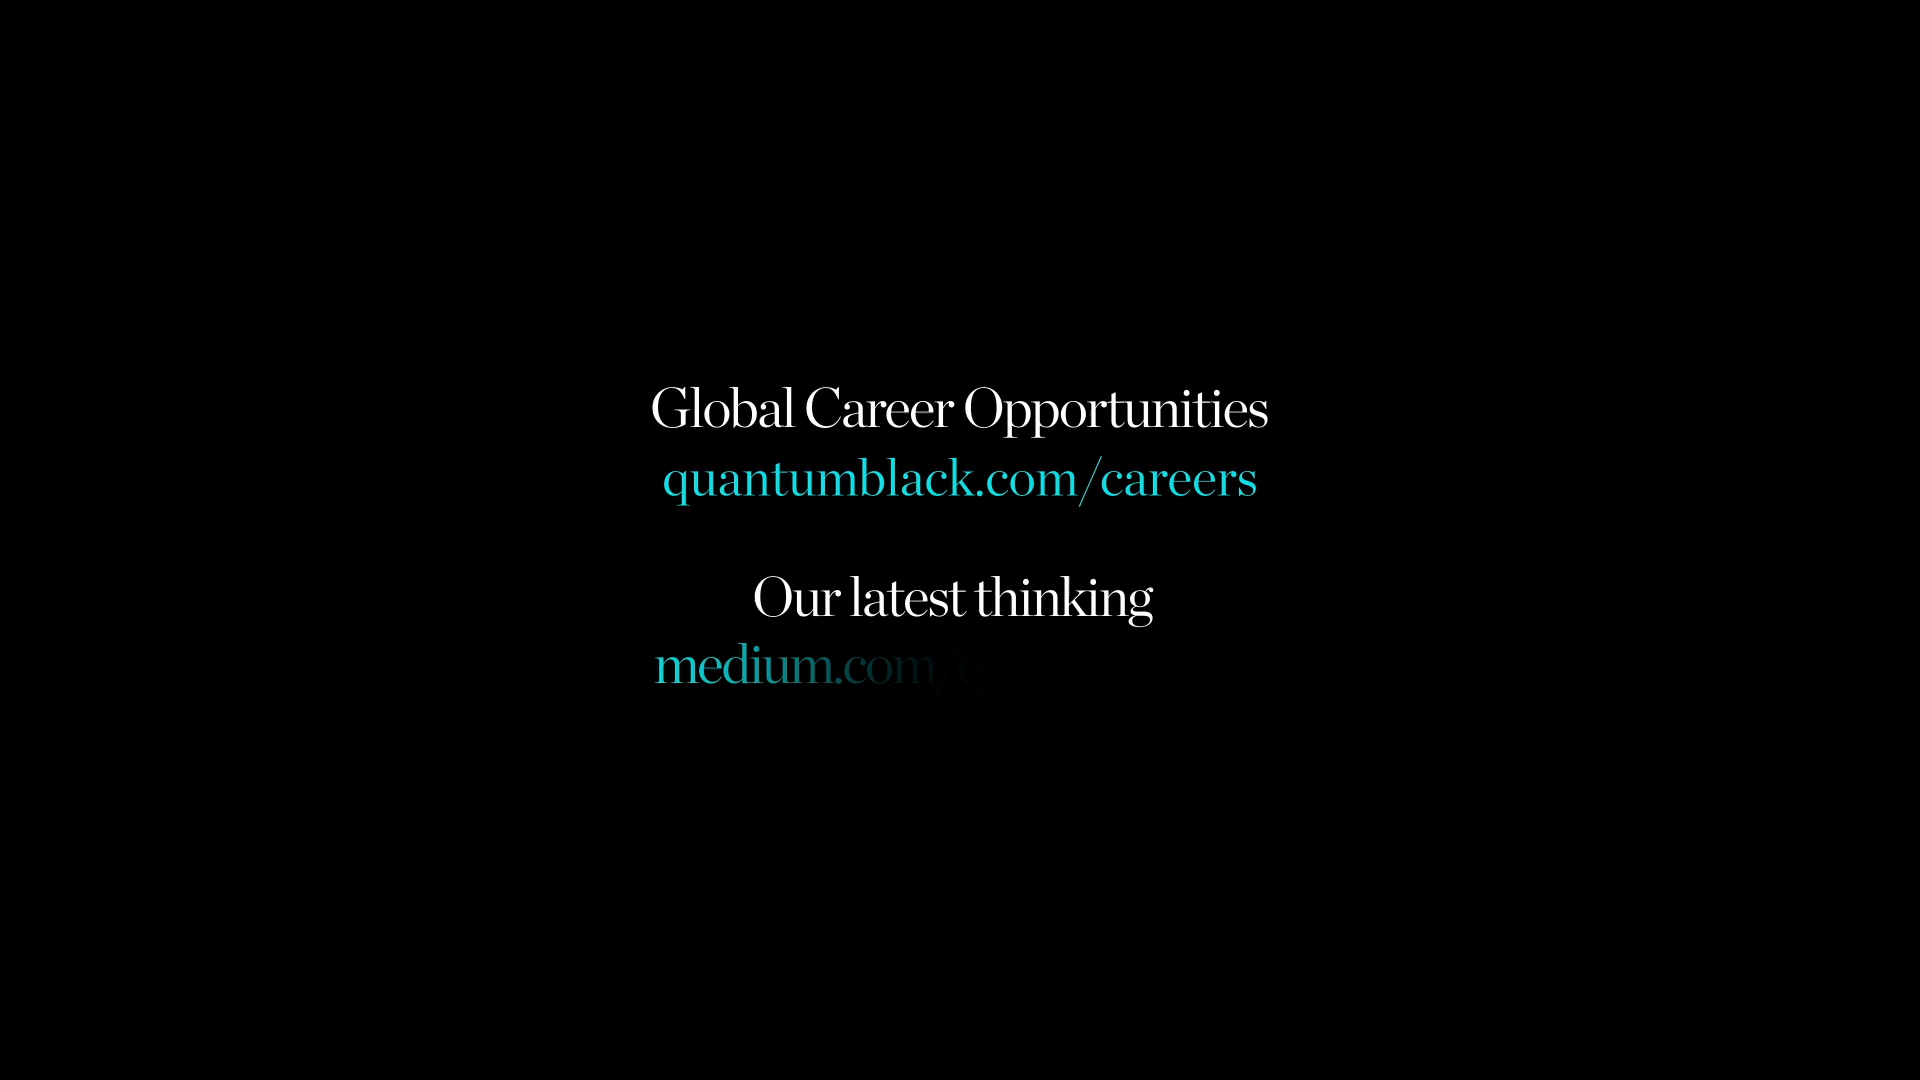 Global Career Opportunities
quantumblack.com/careers
Our latest thinking
medium.com/q